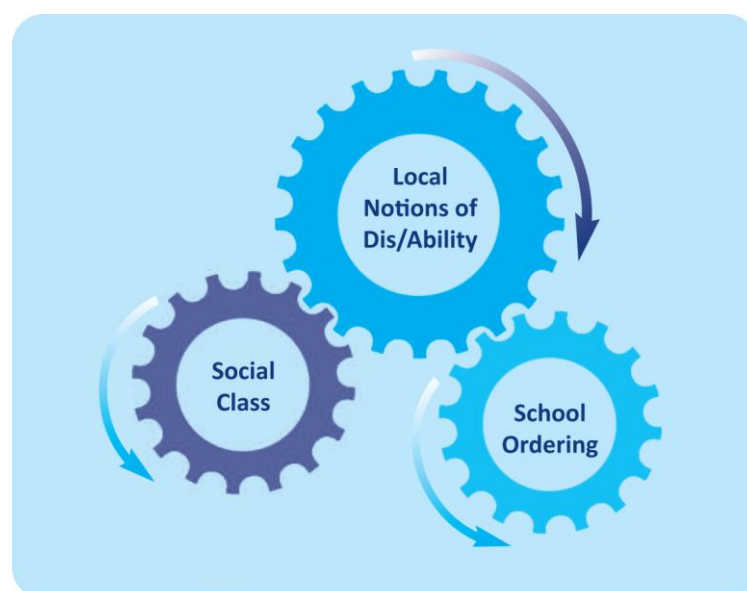 Local
Notions of
Dis/Ability
Social
Class
School
Ordering